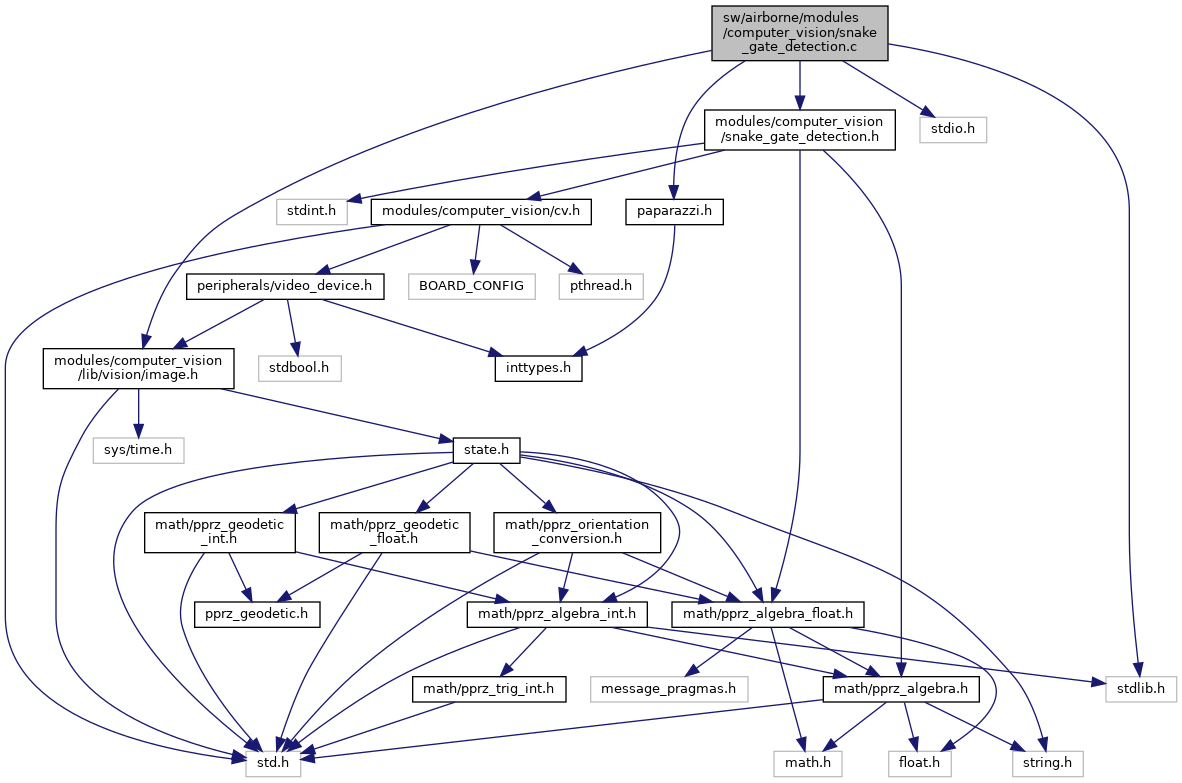 sw/airborne/modules
/computer_vision/snake
_gate_detection.c
modules/computer_vision
/snake_gate_detection.h
stdio.h
stdint.h
modules/computer_vision/cv.h
paparazzi.h
peripherals/video_device.h
BOARD_CONFIG
pthread.h
modules/computer_vision
/lib/vision/image.h
stdbool.h
inttypes.h
sys/time.h
state.h
math/pprz_geodetic
_int.h
math/pprz_geodetic
_float.h
math/pprz_orientation
_conversion.h
pprz_geodetic.h
math/pprz_algebra_int.h
math/pprz_algebra_float.h
math/pprz_trig_int.h
message_pragmas.h
math/pprz_algebra.h
stdlib.h
std.h
math.h
float.h
string.h